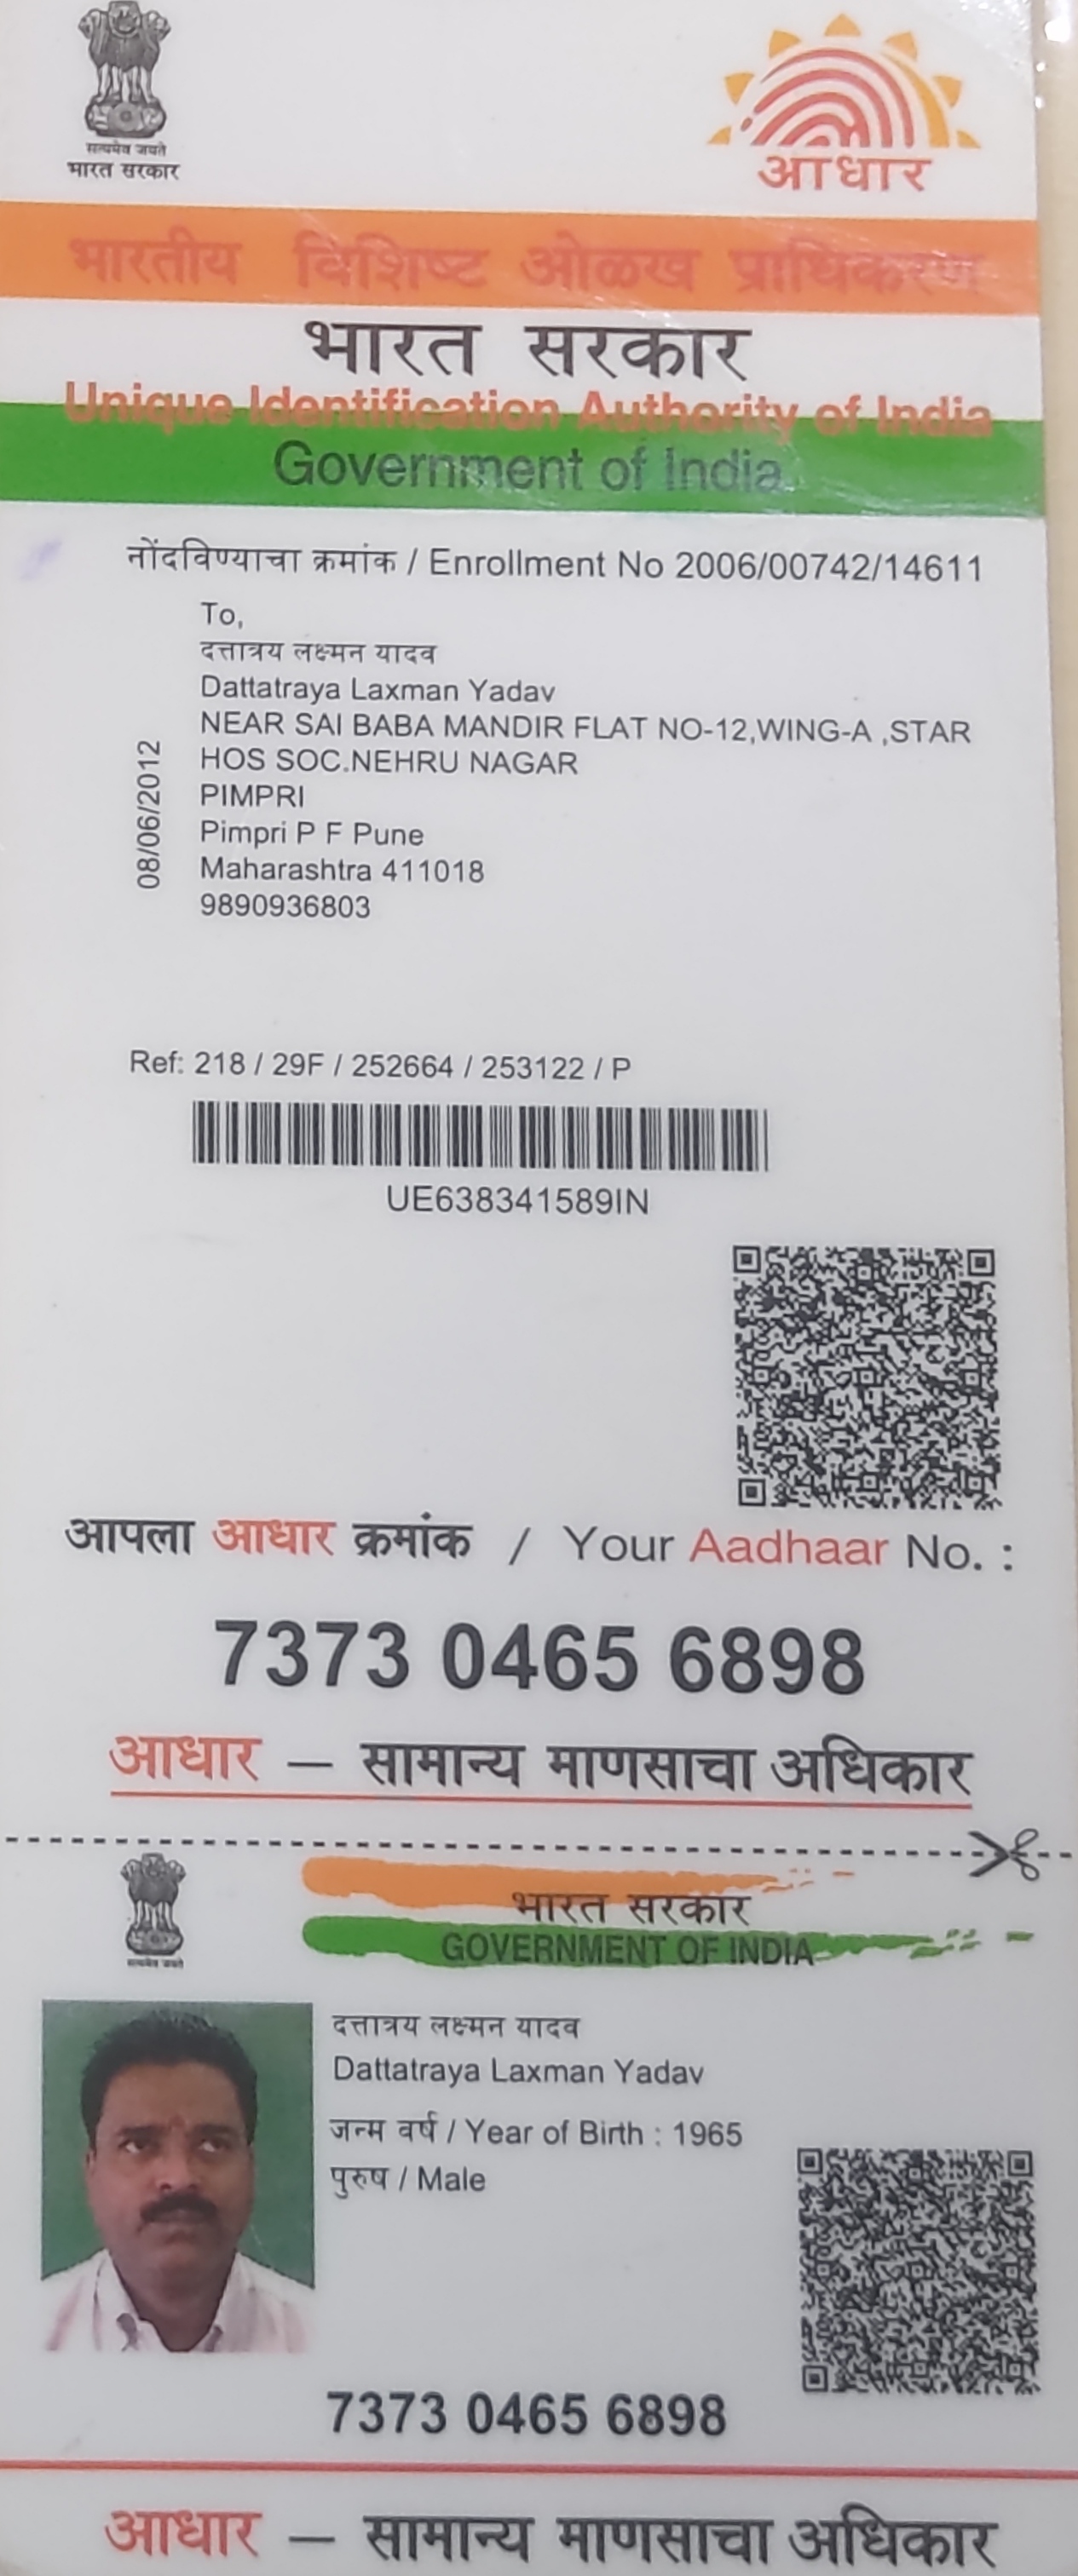 सत्यमेव जयते
भारत सरकार
आधार
भारतीय विशिष्ट ओळख प्राधिकरण
भारत सरकार
Unique Identification Authority of India
Government of India
नोंदविण्याचा क्रमांक / Enrollment No 2006/00742/14611
To,
दत्तात्रय लक्ष्मन यादव
Dattatraya Laxman Yadav
NEAR SAI BABA MANDIR FLAT NO-12,WING-A ,STAR
HOS SOC.NEHRU NAGAR
PIMPRI
Pimpri P F Pune
Maharashtra 411018
9890936803
08/06/2012
Ref: 218 / 29F / 252664 / 253122 / P
UE638341589IN
आपला आधार क्रमांक / Your Aadhaar No. :
7373 0465 6898
आधार — सामान्य माणसाचा अधिकार
भारत सरकार
GOVERNMENT OF INDIA
सत्यमेव जयते
दत्तात्रय लक्ष्मन यादव
Dattatraya Laxman Yadav
जन्म वर्ष / Year of Birth : 1965
पुरुष / Male
7373 0465 6898
आधार — सामान्य माणसाचा अधिकार